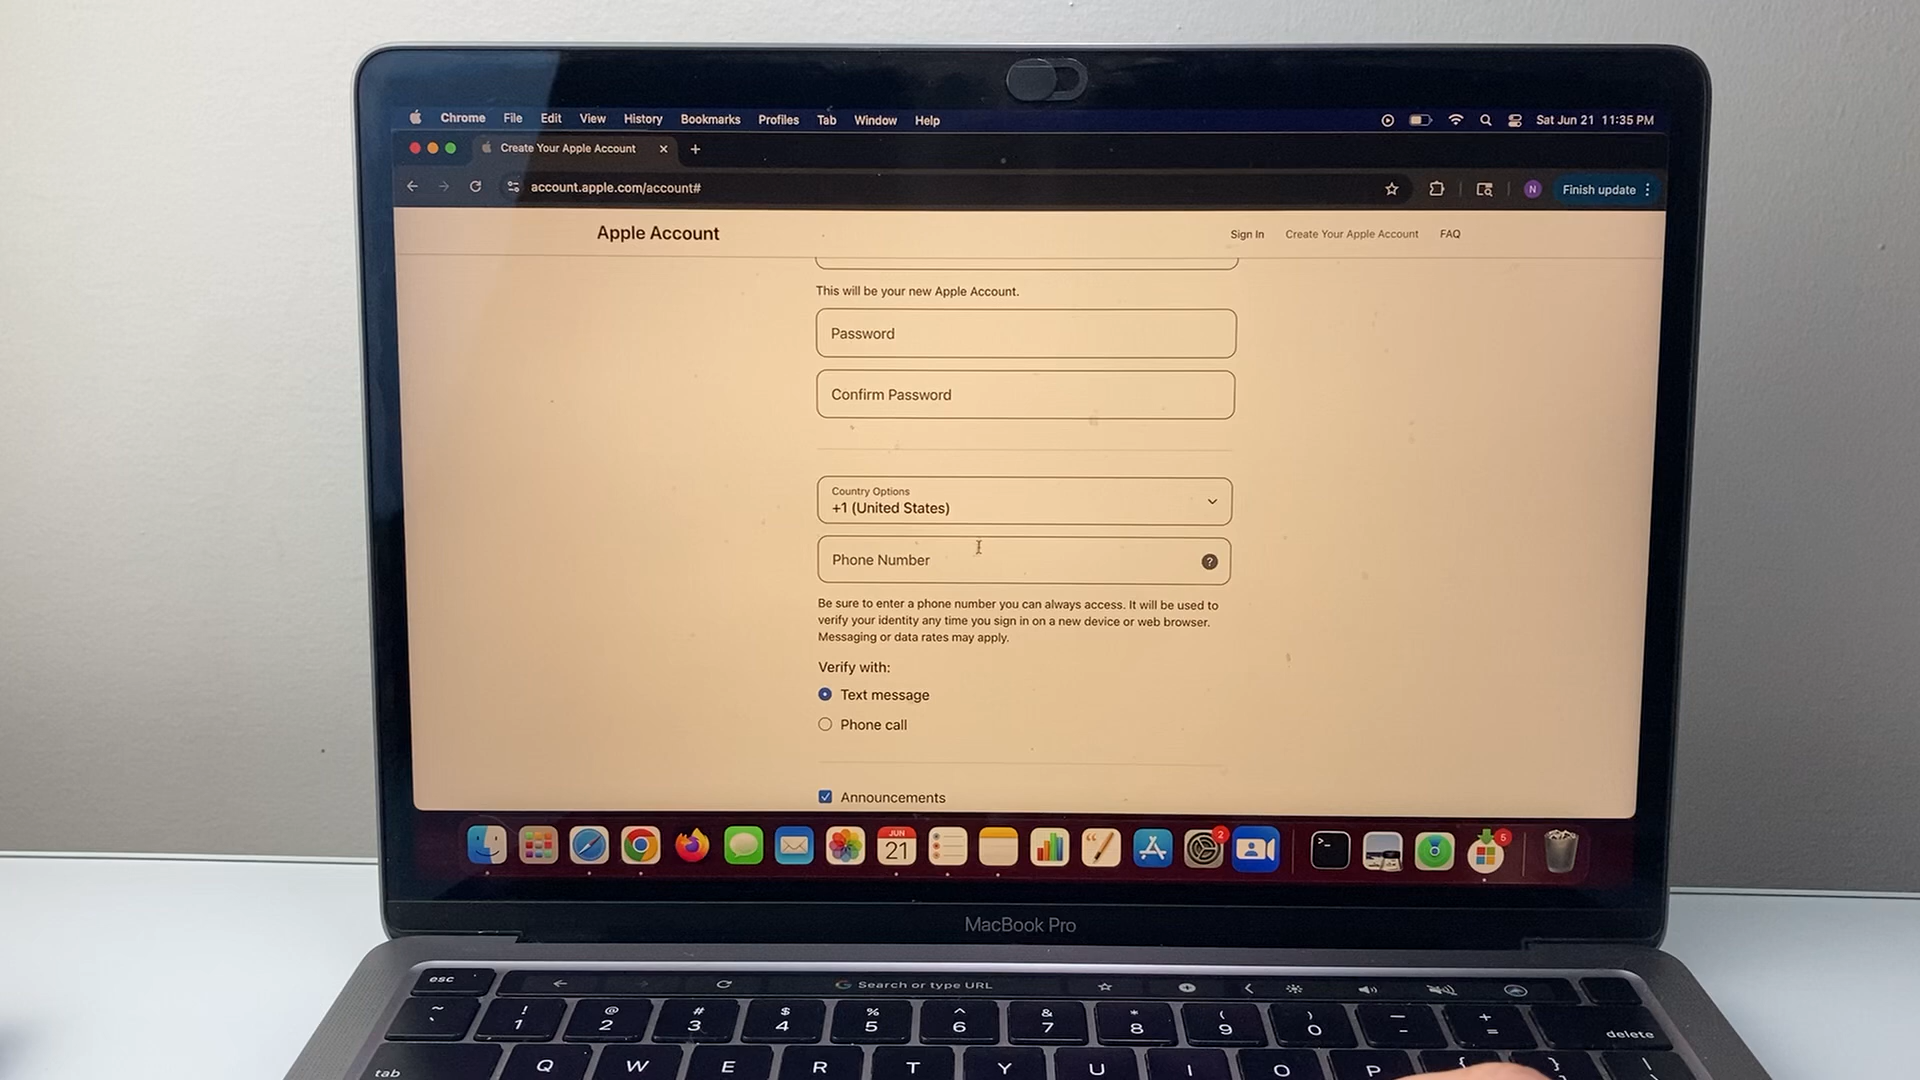 Chrome File Edit View History Bookmarks Profiles Tab Window Help Sat Jun 21 11:35 PM
Create Your Apple Account
account.apple.com/account# N Finish update
Apple Account Sign In Create Your Apple Account FAQ
This will be your new Apple Account.
Password
Confirm Password
Country Options
+1 (United States)
Phone Number ?
Be sure to enter a phone number you can always access. It will be used to
verify your identity any time you sign in on a new device or web browser.
Messaging or data rates may apply.
Verify with:
Text message
Phone call
Announcements
JUN 2 5
21
MacBook Pro
esc Search or type URL
~ ! @ # $ % ^ & * ( ) — +
` 1 2 3 4 5 6 7 8 9 0 - = delete
tab Q W E R T Y U I O P { }